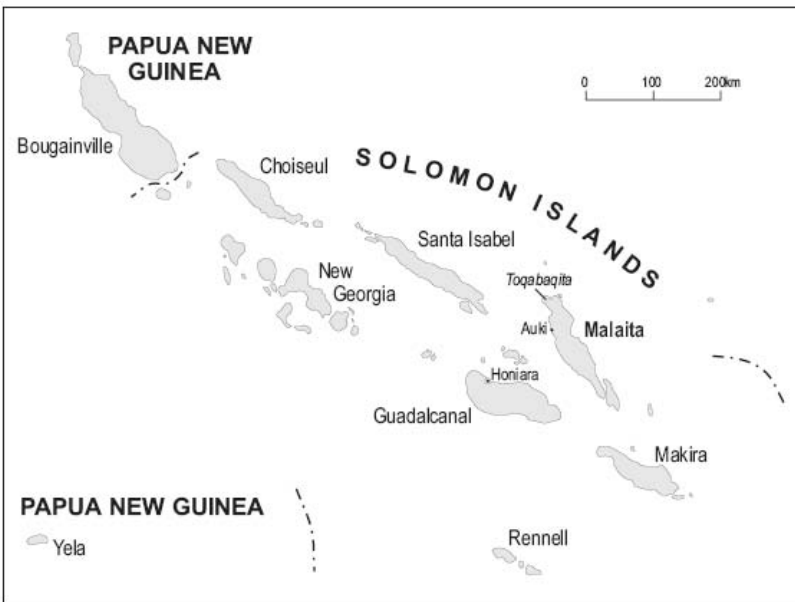 PAPUA NEW
GUINEA
0 100 200km
Bougainville
Choiseul
SOLOMON ISLANDS
Santa Isabel
New
Georgia
Toqabaqita
Auki
Malaita
Honiara
Guadalcanal
Makira
PAPUA NEW GUINEA
Yela
Rennell